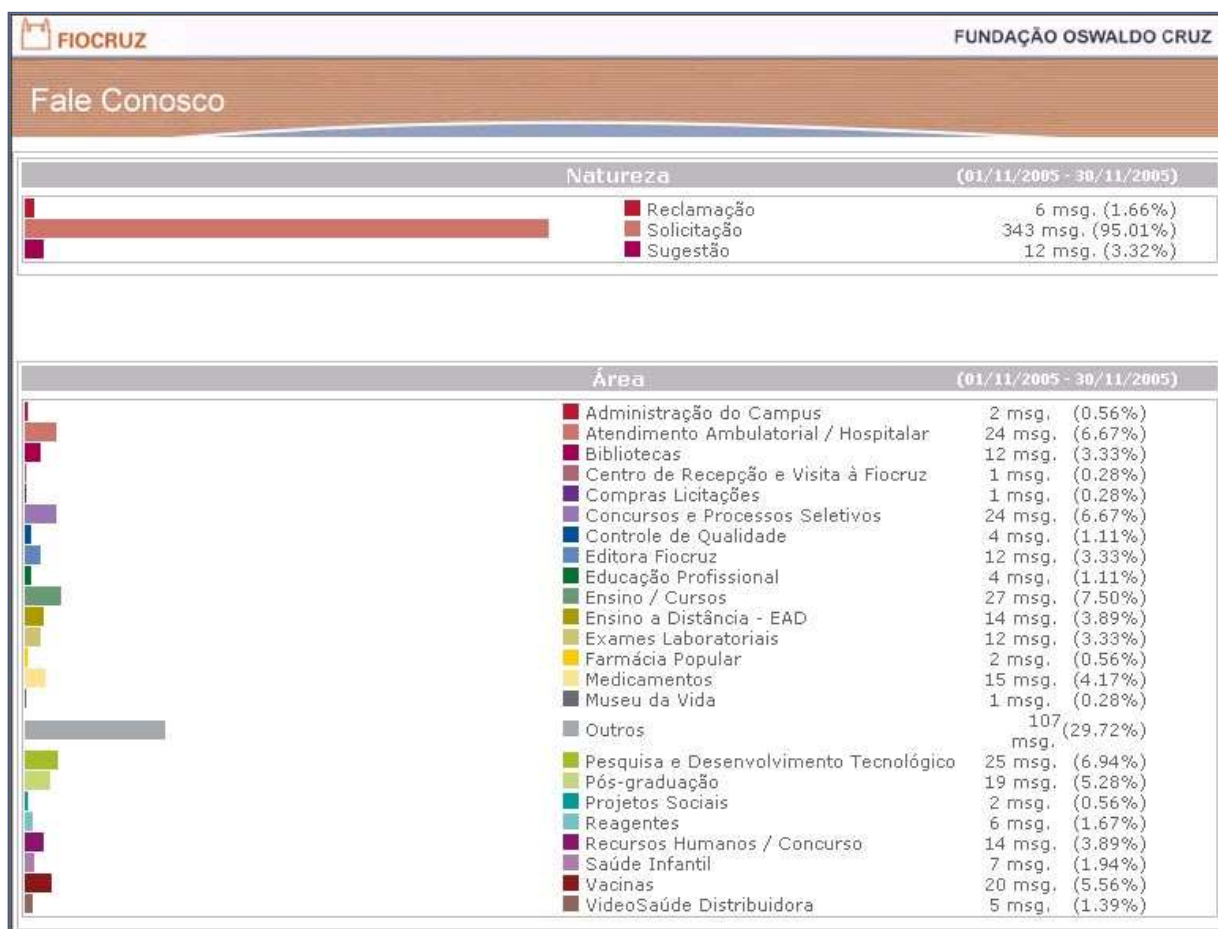 FIOCRUZ
FUNDAÇÃO OSWALDO CRUZ
Fale Conosco
Natureza (01/11/2005 - 30/11/2005)
Reclamação 6 msg. (1.66%)
Solicitação 343 msg. (95.01%)
Sugestão 12 msg. (3.32%)
Área (01/11/2005 - 30/11/2005)
Administração do Campus 2 msg. (0.56%)
Atendimento Ambulatorial / Hospitalar 24 msg. (6.67%)
Bibliotecas 12 msg. (3.33%)
Centro de Recepção e Visita à Fiocruz 1 msg. (0.28%)
Compras Licitações 1 msg. (0.28%)
Concursos e Processos Seletivos 24 msg. (6.67%)
Controle de Qualidade 4 msg. (1.11%)
Editora Fiocruz 12 msg. (3.33%)
Educação Profissional 4 msg. (1.11%)
Ensino / Cursos 27 msg. (7.50%)
Ensino a Distância - EAD 14 msg. (3.89%)
Exames Laboratoriais 12 msg. (3.33%)
Farmácia Popular 2 msg. (0.56%)
Medicamentos 15 msg. (4.17%)
Museu da Vida 1 msg. (0.28%)
Outros 107 msg. (29.72%)
Pesquisa e Desenvolvimento Tecnológico 25 msg. (6.94%)
Pós-graduação 19 msg. (5.28%)
Projetos Sociais 2 msg. (0.56%)
Reagentes 6 msg. (1.67%)
Recursos Humanos / Concurso 14 msg. (3.89%)
Saúde Infantil 7 msg. (1.94%)
Vacinas 20 msg. (5.56%)
VideoSaúde Distribuidora 5 msg. (1.39%)